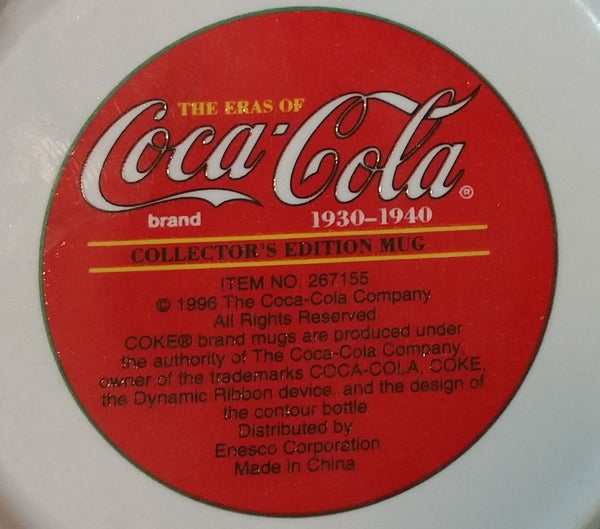 THE ERAS OF
Coca-Cola®
brand 1930–1940
COLLECTOR'S EDITION MUG
ITEM NO. 267155
© 1996 The Coca-Cola Company
All Rights Reserved
COKE® brand mugs are produced under
the authority of The Coca-Cola Company,
owner of the trademarks COCA-COLA, COKE,
the Dynamic Ribbon device, and the design of
the contour bottle
Distributed by
Enesco Corporation
Made in China